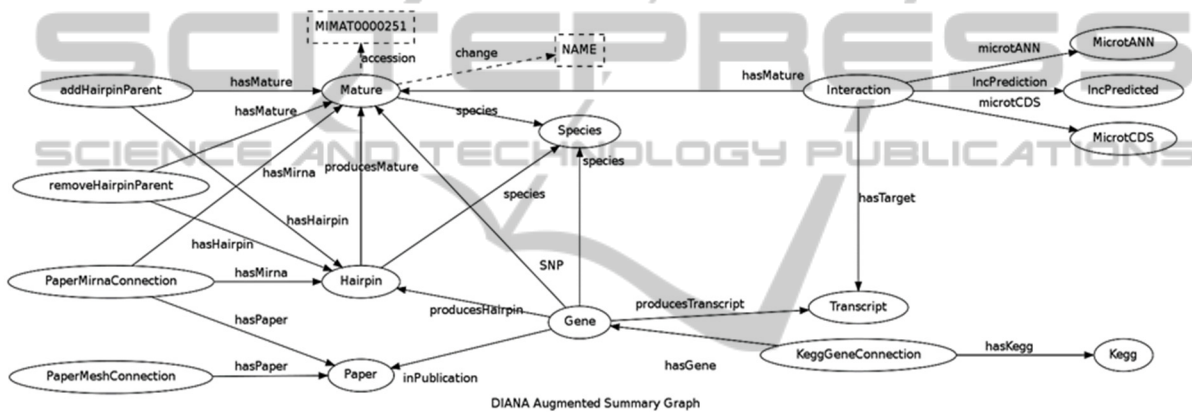 SCITEPRESS
SCIENCE AND TECHNOLOGY PUBLICATIONS
MIMAT0000251
NAME
accession
change
addHairpinParent
hasMature
Mature
hasMature
Interaction
microtANN
MicrotANN
lncPrediction
lncPredicted
microtCDS
MicrotCDS
hasMature
species
Species
species
removeHairpinParent
hasMirna
producesMature
species
hasTarget
hasHairpin
hasHairpin
PaperMirnaConnection
hasMirna
Hairpin
SNP
producesHairpin
Gene
producesTranscript
Transcript
hasPaper
PaperMeshConnection
hasPaper
Paper
inPublication
hasGene
KeggGeneConnection
hasKegg
Kegg
DIANA Augmented Summary Graph